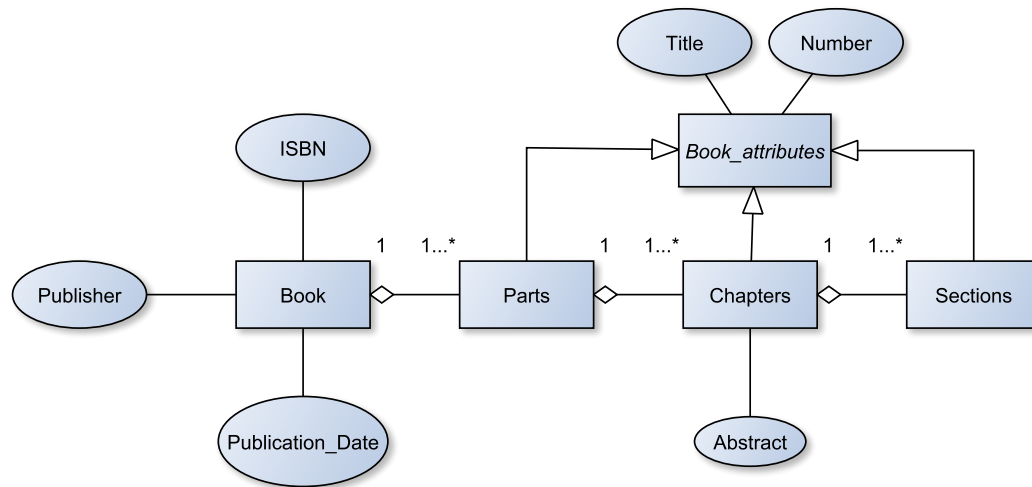 Title
Number
ISBN
Book_attributes
1
1...*
1
1...*
1
1...*
Publisher
Book
Parts
Chapters
Sections
Publication_Date
Abstract